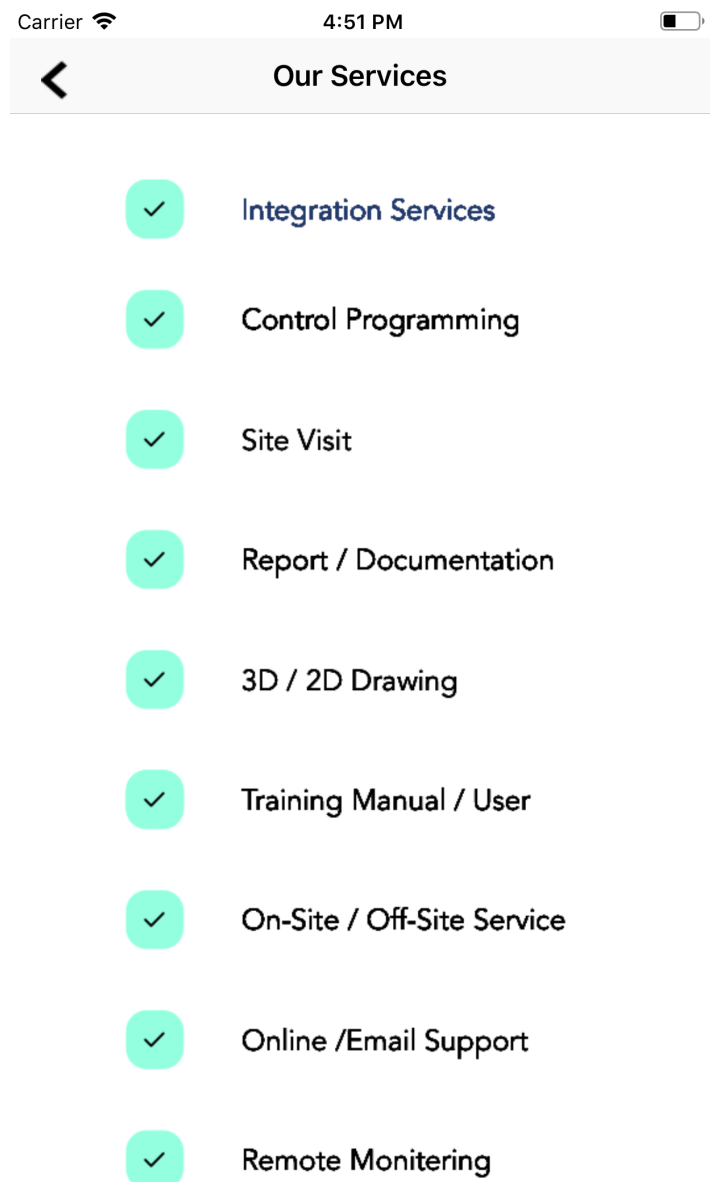 Carrier
4:51 PM
Our Services
Integration Services
Control Programming
Site Visit
Report / Documentation
3D / 2D Drawing
Training Manual / User
On-Site / Off-Site Service
Online /Email Support
Remote Monitering